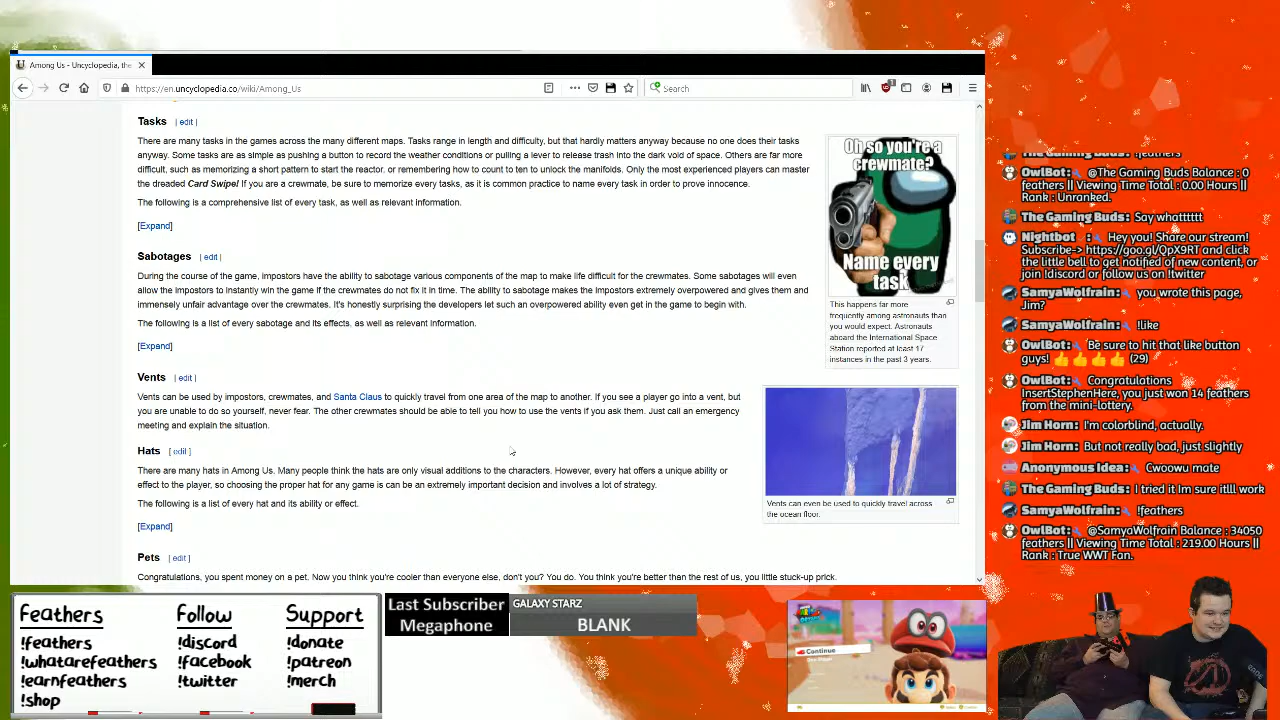 Among Us - Uncyclopedia, the
https://en.uncyclopedia.co/wiki/Among_Us
Search
Tasks [ edit ]
There are many tasks in the games across the many different maps. Tasks range in length and difficulty, but that hardly matters anyway because no one does their tasks
anyway. Some tasks are as simple as pushing a button to record the weather conditions or pulling a lever to release trash into the dark void of space. Others are far more
difficult, such as memorizing a short pattern to start the reactor, or remembering how to count to ten to unlock the manifolds. Only the most experienced players can master
the dreaded Card Swipe! If you are a crewmate, be sure to memorize every tasks, as it is common practice to name every task in order to prove innocence.
The following is a comprehensive list of every task, as well as relevant information.
[Expand]
Sabotages [ edit ]
During the course of the game, impostors have the ability to sabotage various components of the map to make life difficult for the crewmates. Some sabotages will even
allow the impostors to instantly win the game if the crewmates do not fix it in time. The ability to sabotage makes the impostors extremely overpowered and gives them and
immensely unfair advantage over the crewmates. It's honestly surprising the developers let such an overpowered ability even get in the game to begin with.
The following is a list of every sabotage and its effects, as well as relevant information.
[Expand]
Vents [ edit ]
Vents can be used by impostors, crewmates, and Santa Claus to quickly travel from one area of the map to another. If you see a player go into a vent, but
you are unable to do so yourself, never fear. The other crewmates should be able to tell you how to use the vents if you ask them. Just call an emergency
meeting and explain the situation.
Hats [ edit ]
There are many hats in Among Us. Many people think the hats are only visual additions to the characters. However, every hat offers a unique ability or
effect to the player, so choosing the proper hat for any game is can be an extremely important decision and involves a lot of strategy.
The following is a list of every hat and its ability or effect.
[Expand]
Pets [ edit ]
Congratulations, you spent money on a pet. Now you think you're cooler than everyone else, don't you? You do. You think you're better than the rest of us, you little stuck-up prick.
Oh so you're a
crewmate?
Name every
task
This happens far more
frequently among astronauts than
you would expect. Astronauts
aboard the International Space
Station reported at least 17
instances in the past 3 years.
Vents can even be used to quickly travel across
the ocean floor.
The Gaming Buds: !feathers
OwlBot: @The Gaming Buds Balance : 0
feathers || Viewing Time Total : 0.00 Hours ||
Rank : Unranked.
The Gaming Buds: Say whatttttt
Nightbot : Hey you! Share our stream!
Subscribe-> https://goo.gl/QpX9RT and click
the little bell to get notified of new content, or
join !discord or follow us on !twitter
SamyaWolfrain: you wrote this page,
Jim?
SamyaWolfrain: !like
OwlBot: Be sure to hit that like button
guys! 👍👍👍👍 (29)
OwlBot: Congratulations
InsertStephenHere, you just won 14 feathers
from the mini-lottery.
Jim Horn: I'm colorblind, actually.
Jim Horn: But not really bad, just slightly
Anonymous Idea: Cwoowu mate
The Gaming Buds: I tried it Im sure itlll work
SamyaWolfrain: !feathers
OwlBot: @SamyaWolfrain Balance : 34050
feathers || Viewing Time Total : 219.00 Hours ||
Rank : True WWT Fan.
feathers
!feathers
!whatarefeathers
!earnfeathers
!shop
Follow
!discord
!facebook
!twitter
Support
!donate
!patreon
!merch
Last Subscriber
Megaphone
GALAXY STARZ
BLANK
Continue